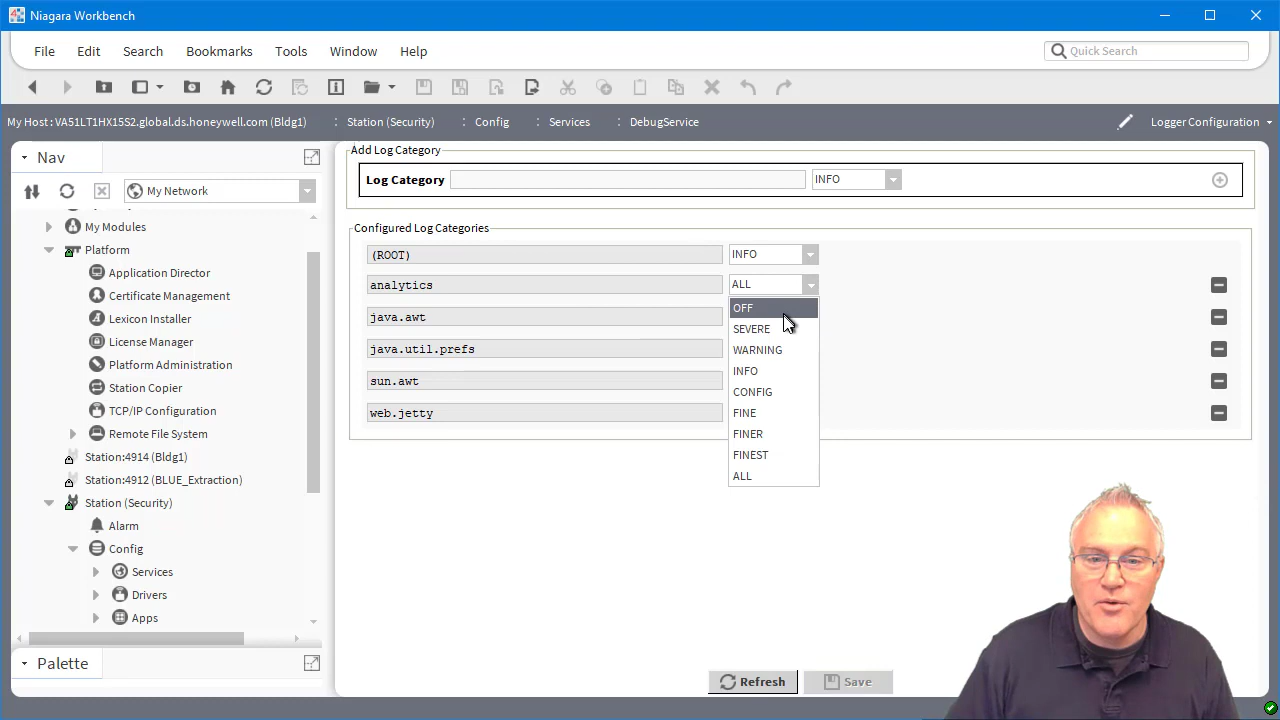 Niagara Workbench
File Edit Search Bookmarks Tools Window Help
Quick Search
My Host : VA51LT1HX15S2.global.ds.honeywell.com (Bldg1) : Station (Security) : Config : Services : DebugService
Logger Configuration
Nav
My Network
My Modules
Platform
Application Director
Certificate Management
Lexicon Installer
License Manager
Platform Administration
Station Copier
TCP/IP Configuration
Remote File System
Station:4914 (Bldg1)
Station:4912 (BLUE_Extraction)
Station (Security)
Alarm
Config
Services
Drivers
Apps
Palette
Add Log Category
Log Category INFO
Configured Log Categories
(ROOT) INFO
analytics ALL
java.awt
java.util.prefs
sun.awt
web.jetty
OFF
SEVERE
WARNING
INFO
CONFIG
FINE
FINER
FINEST
ALL
Refresh Save